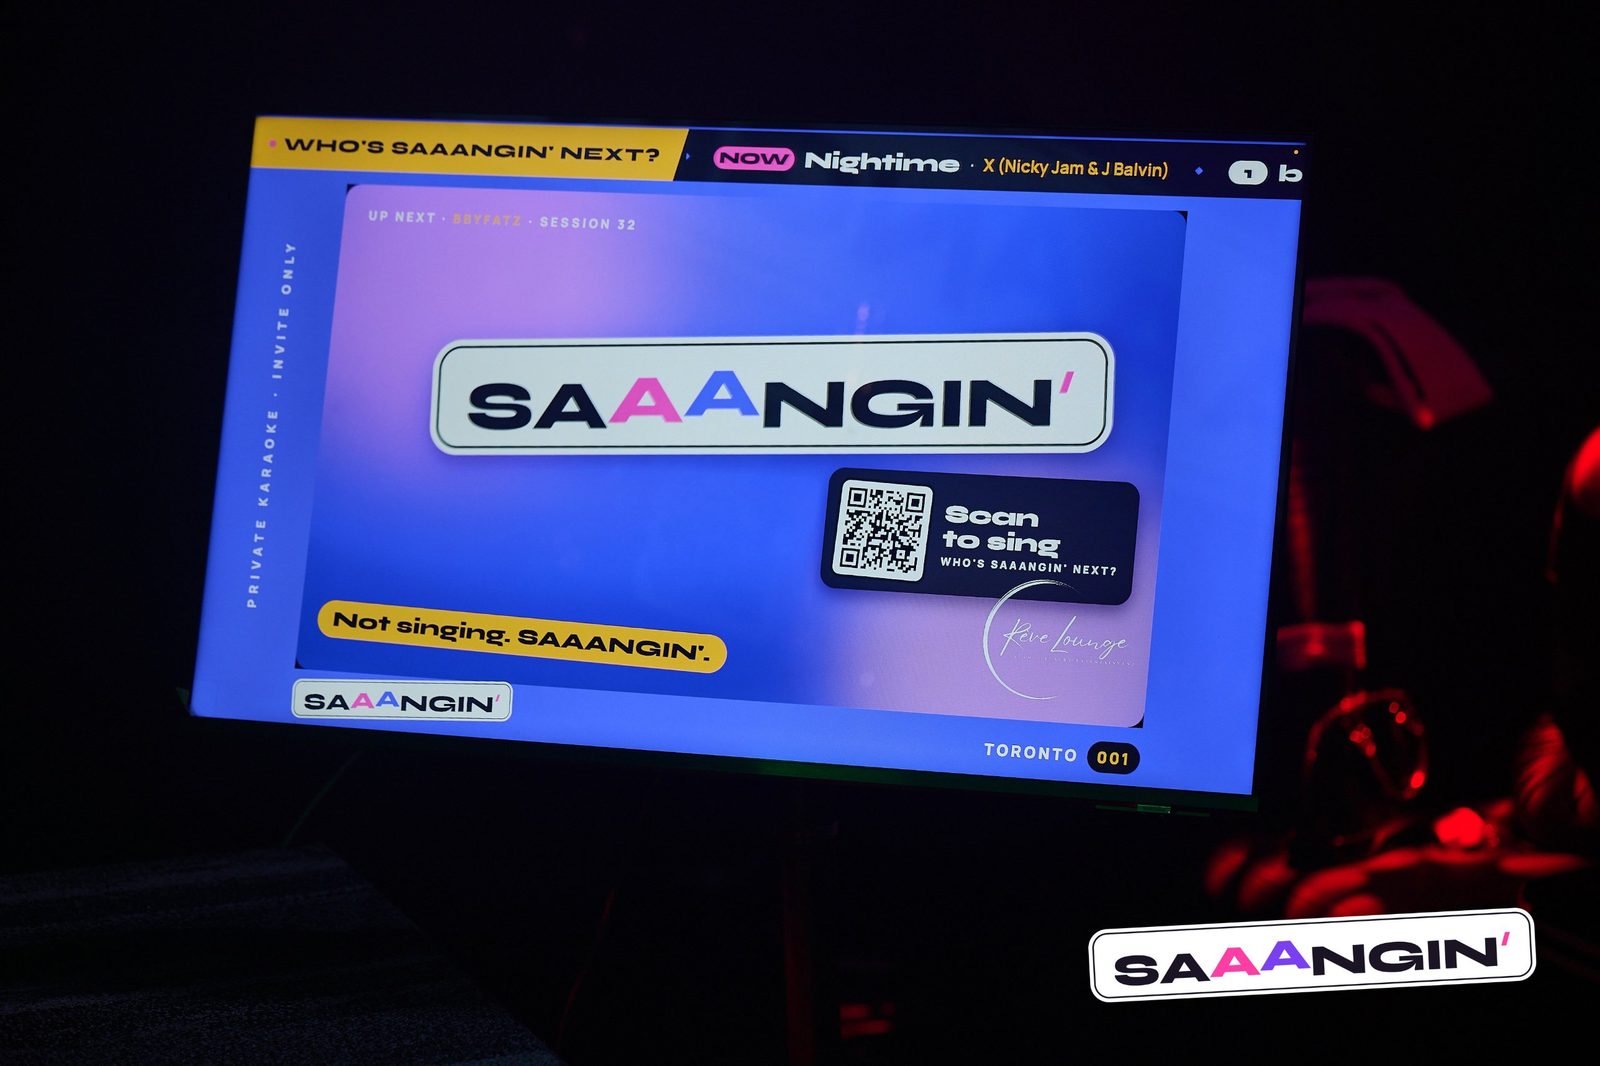 WHO'S SAAANGIN' NEXT?
NOW Nightime · X (Nicky Jam & J Balvin)
1 b
UP NEXT · BBYFATZ · SESSION 32
PRIVATE KARAOKE · INVITE ONLY
SAAANGIN'
Scan
to sing
WHO'S SAAANGIN' NEXT?
Rêve Lounge
Not singing. SAAANGIN'.
SAAANGIN'
TORONTO 001
SAAANGIN'